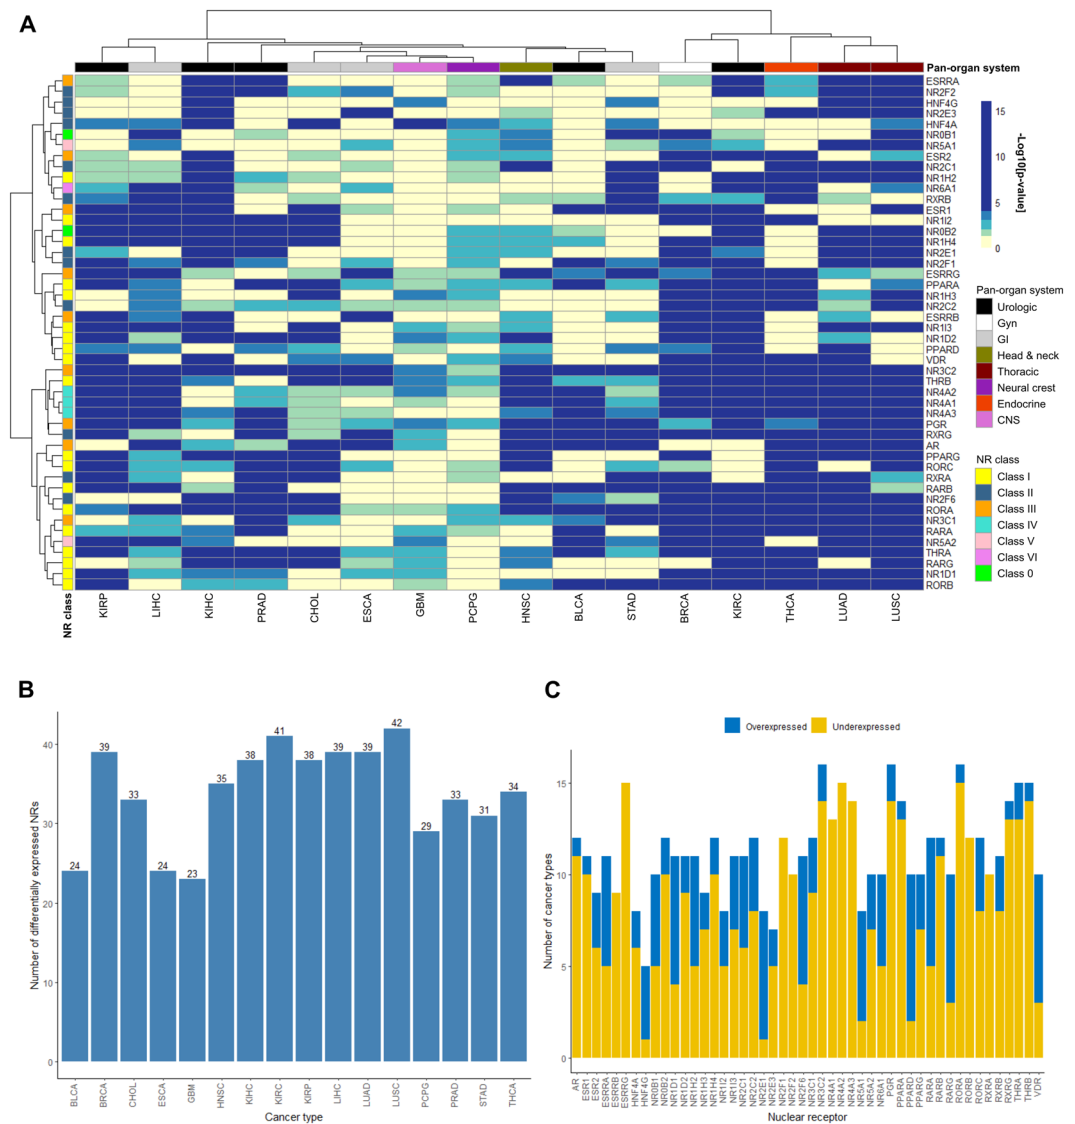 A
Pan-organ system
ESRRA
NR2F2
HNF4G
NR2E3
HNF4A
NR0B1
NR5A1
ESR2
NR2C1
NR1H2
NR6A1
RXRB
ESR1
NR1I2
NR0B2
NR1H4
NR2E1
NR2F1
ESRRG
PPARA
NR1H3
NR2C2
ESRRB
NR1I3
NR1D2
PPARD
VDR
NR3C2
THRB
NR4A2
NR4A1
NR4A3
PGR
RXRG
AR
PPARG
RORC
RXRA
RARB
NR2F6
RORA
NR3C1
RARA
NR5A2
THRA
RARG
NR1D1
RORB
15
10
5
0
-Log10[p-value]
Pan-organ system
Urologic
Gyn
GI
Head & neck
Thoracic
Neural crest
Endocrine
CNS
NR class
Class I
Class II
Class III
Class IV
Class V
Class VI
Class 0
NR class
KIRP
LIHC
KIHC
PRAD
CHOL
ESCA
GBM
PCPG
HNSC
BLCA
STAD
BRCA
KIRC
THCA
LUAD
LUSC
B
Number of differentially expressed NRs
40
30
20
10
0
24
39
33
24
23
35
38
41
38
39
39
42
29
33
31
34
BLCA
BRCA
CHOL
ESCA
GBM
HNSC
KIHC
KIRC
KIRP
LIHC
LUAD
LUSC
PCPG
PRAD
STAD
THCA
Cancer type
C
Overexpressed
Underexpressed
Number of cancer types
15
10
5
0
AR
ESR1
ESR2
ESRRA
ESRRB
ESRRG
HNF4A
HNF4G
NR0B1
NR0B2
NR1D1
NR1D2
NR1H2
NR1H3
NR1H4
NR1I2
NR1I3
NR2C1
NR2C2
NR2E1
NR2E3
NR2F1
NR2F2
NR2F6
NR3C1
NR3C2
NR4A1
NR4A2
NR4A3
NR5A1
NR5A2
NR6A1
PGR
PPARA
PPARD
PPARG
RARA
RARB
RARG
RORA
RORB
RORC
RXRA
RXRB
RXRG
THRA
THRB
VDR
Nuclear receptor